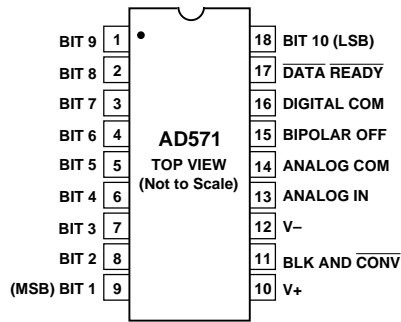 BIT 9 1 18 BIT 10 (LSB)
BIT 8 2 17 DATA READY
BIT 7 3 16 DIGITAL COM
BIT 6 4 AD571 15 BIPOLAR OFF
BIT 5 5 TOP VIEW 14 ANALOG COM
BIT 4 6 (Not to Scale) 13 ANALOG IN
BIT 3 7 12 V–
BIT 2 8 11 BLK AND CONV
(MSB) BIT 1 9 10 V+